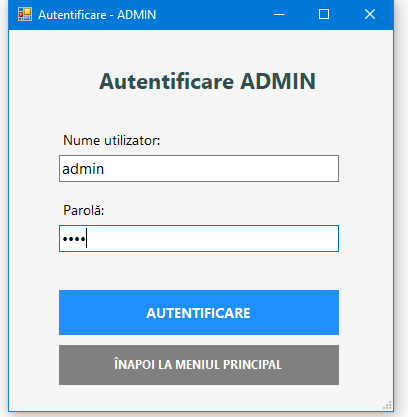 Autentificare - ADMIN
Autentificare ADMIN
Nume utilizator:
admin
Parolă:
••••
AUTENTIFICARE
ÎNAPOI LA MENIUL PRINCIPAL